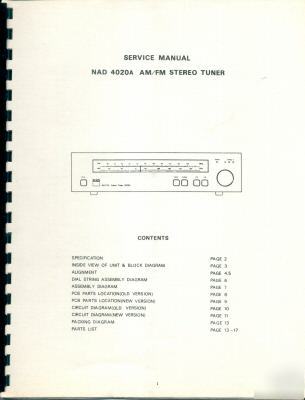 SERVICE MANUAL
NAD 4020A AM/FM STEREO TUNER
NAD
CONTENTS
SPECIFICATION PAGE 2
INSIDE VIEW OF UNIT & BLOCK DIAGRAM PAGE 3
ALIGNMENT PAGE 4,5
DIAL STRING ASSEMBLY DIAGRAM PAGE 6
ASSEMBLY DIAGRAM PAGE 7
PCB PARTS LOCATION(OLD VERSION) PAGE 8
PCB PARTS LOCATION(NEW VERSION) PAGE 9
CIRCUIT DIAGRAM(OLD VERSION) PAGE 10
CIRCUIT DIAGRAM(NEW VERSION) PAGE 11
PACKING DIAGRAM PAGE 13
PARTS LIST PAGE 13-17
1